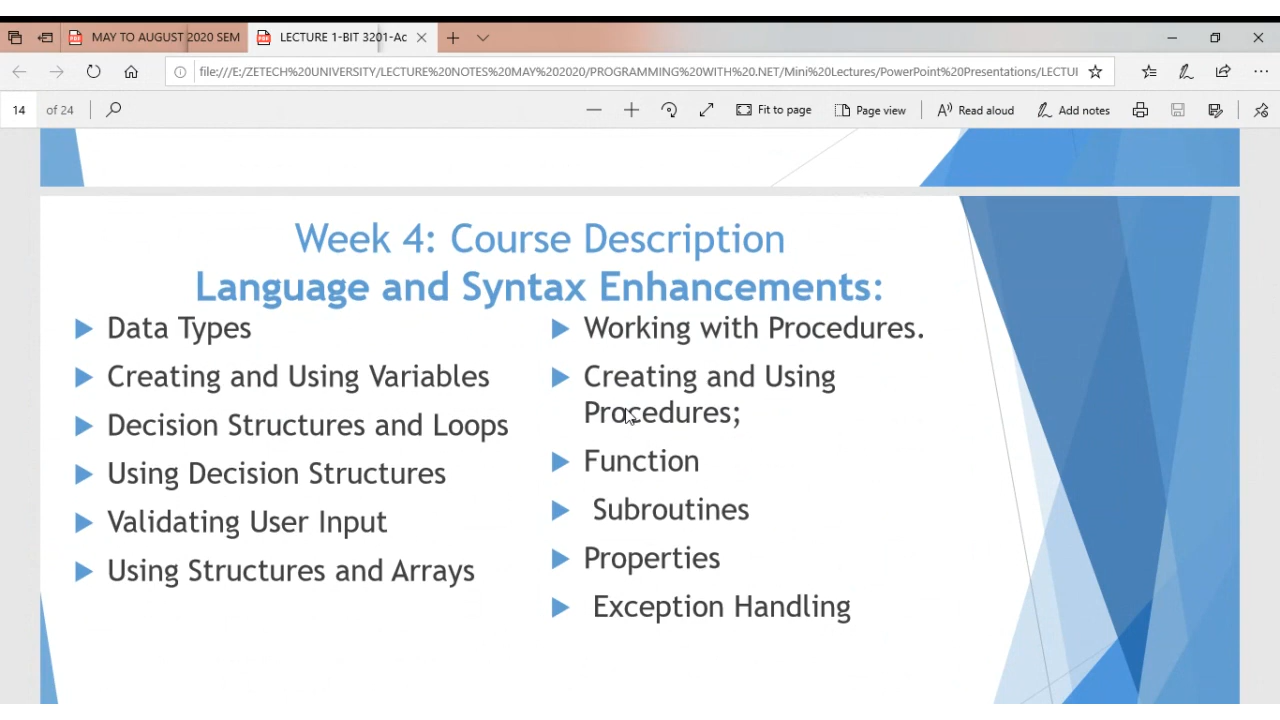 MAY TO AUGUST 2020 SEM
LECTURE 1-BIT 3201-Ac
file:///E:/ZETECH%20UNIVERSITY/LECTURE%20NOTES%20MAY%202020/PROGRAMMING%20WITH%20.NET/Mini%20Lectures/PowerPoint%20Presentations/LECTUI
14 of 24
Fit to page
Page view
Read aloud
Add notes
Week 4: Course Description
Language and Syntax Enhancements:
Data Types
Creating and Using Variables
Decision Structures and Loops
Using Decision Structures
Validating User Input
Using Structures and Arrays
Working with Procedures.
Creating and Using
Procedures;
Function
Subroutines
Properties
Exception Handling